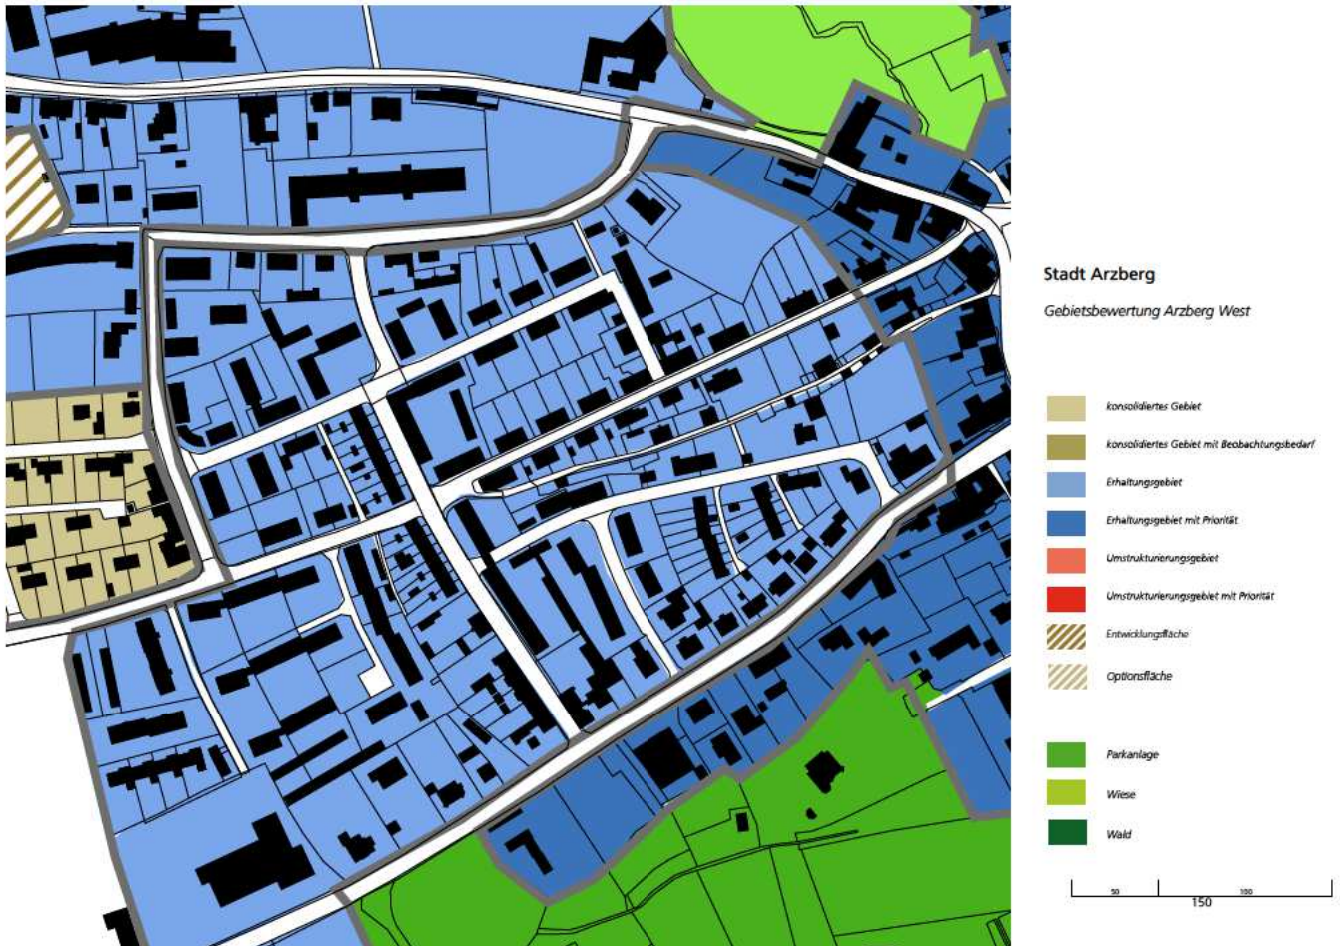 Stadt Arzberg
Gebietsbewertung Arzberg West
konsolidiertes Gebiet
konsolidiertes Gebiet mit Beobachtungsbedarf
Erhaltungsgebiet
Erhaltungsgebiet mit Priorität
Umstrukturierungsgebiet
Umstrukturierungsgebiet mit Priorität
Entwicklungsfläche
Optionsfläche
Parkanlage
Wiese
Wald
50 100
150